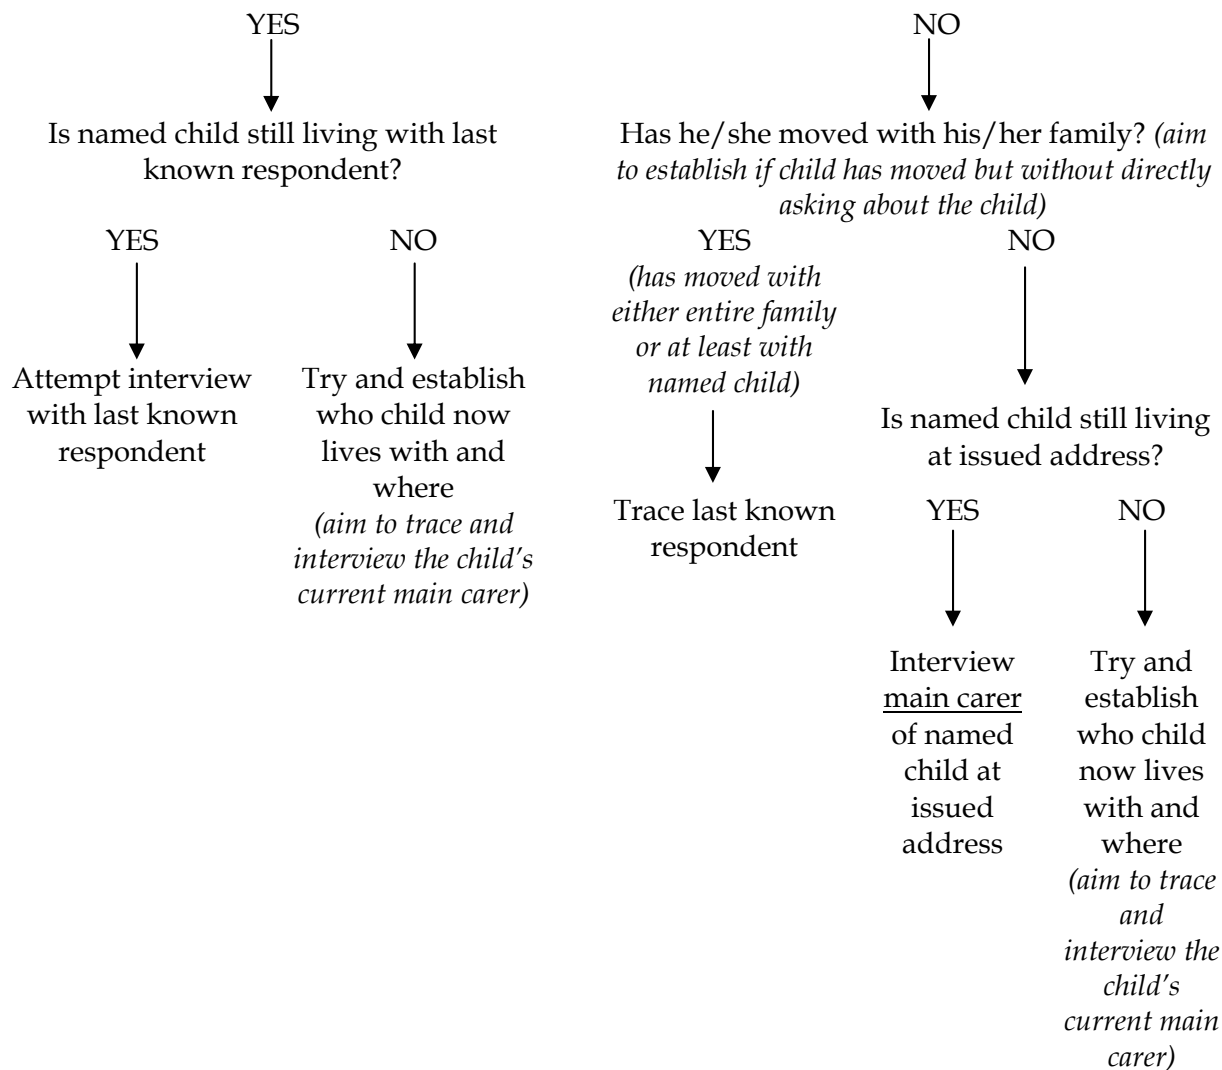 YES
NO
Is named child still living with last
known respondent?
Has he/she moved with his/her family? (aim
to establish if child has moved but without directly
asking about the child)
YES
NO
YES
NO
(has moved with
either entire family
or at least with
named child)
Attempt interview
with last known
respondent
Try and establish
who child now
lives with and
where
(aim to trace and
interview the child's
current main carer)
Is named child still living
at issued address?
Trace last known
respondent
YES
NO
Interview
main carer
of named
child at
issued
address
Try and
establish
who child
now lives
with and
where
(aim to trace
and
interview the
child's
current main
carer)